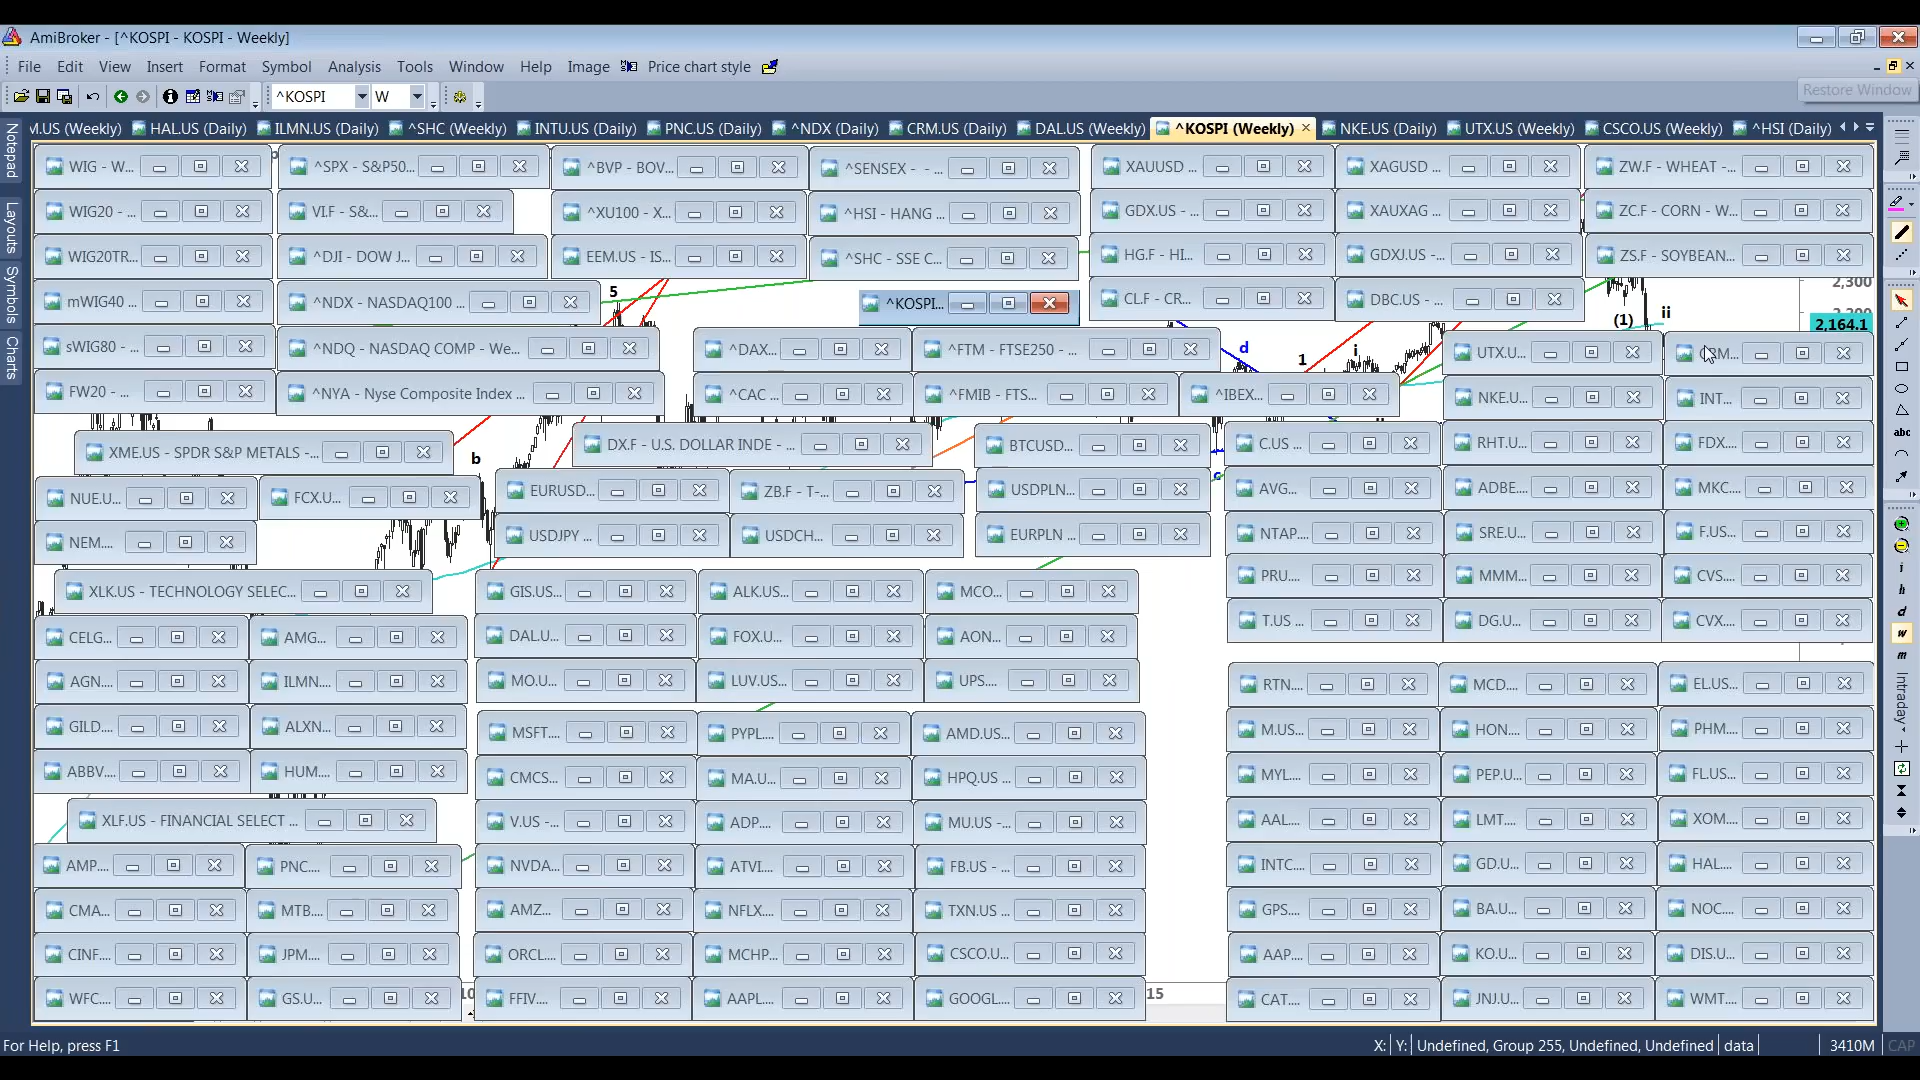 AmiBroker - [^KOSPI - KOSPI - Weekly]
File Edit View Insert Format Symbol Analysis Tools Window Help Image Price chart style
^KOSPI W
Restore Window
M.US (Weekly) HAL.US (Daily) ILMN.US (Daily) ^SHC (Weekly) INTU.US (Daily) PNC.US (Daily) ^NDX (Daily) CRM.US (Daily) DAL.US (Weekly) ^KOSPI (Weekly) NKE.US (Daily) UTX.US (Weekly) CSCO.US (Weekly) ^HSI (Daily)
Notepad
Layouts
Symbols
Charts
WIG - W... ^SPX - S&P50... ^BVP - BOV... ^SENSEX - - ... XAUUSD ... XAGUSD ... ZW.F - WHEAT -...
WIG20 - ... VI.F - S&... ^XU100 - X... ^HSI - HANG ... GDX.US - ... XAUXAG ... ZC.F - CORN - W...
WIG20TR... ^DJI - DOW J... EEM.US - IS... ^SHC - SSE C... HG.F - HI... GDXJ.US -... ZS.F - SOYBEAN...
mWIG40 ... ^NDX - NASDAQ100 ... ^KOSPI... CL.F - CR... DBC.US - ...
5 (1) ii 2,300
2,164.1
sWIG80 - ... ^NDQ - NASDAQ COMP - We... ^DAX... ^FTM - FTSE250 - ... d 1 i UTX.U...
FW20 - ... ^NYA - Nyse Composite Index ... ^CAC ... ^FMIB - FTS... ^IBEX... NKE.U... INT...
XME.US - SPDR S&P METALS -... b DX.F - U.S. DOLLAR INDE - ... BTCUSD... C.US ... RHT.U... FDX...
NUE.U... FCX.U... EURUSD... ZB.F - T-... USDPLN... c AVG... ADBE... MKC...
NEM.... USDJPY ... USDCH... EURPLN ... NTAP... SRE.U... F.US...
XLK.US - TECHNOLOGY SELEC... GIS.US... ALK.US... MCO... PRU.... MMM... CVS...
CELG... AMG... DAL.U... FOX.U... AON... T.US ... DG.U... CVX...
AGN... ILMN.... MO.U... LUV.US... UPS.... RTN... MCD... EL.US...
GILD... ALXN... MSFT... PYPL... AMD.US... M.US... HON... PHM...
ABBV.... HUM... CMCS... MA.U... HPQ.US ... MYL... PEP.U... FL.US...
XLF.US - FINANCIAL SELECT ... V.US -... ADP.... MU.US -... AAL... LMT... XOM...
AMP... PNC.... NVDA... ATVI... FB.US - ... INTC... GD.U... HAL...
CMA... MTB... AMZ... NFLX... TXN.US ... GPS... BA.U... NOC...
CINF... JPM.... ORCL... MCHP... CSCO.U... AAP... KO.U... DIS.U...
WFC... GS.U... FFIV... AAPL... GOOGL... CAT... JNJ.U... WMT...
15
abc
i
h
d
w
m
Intraday
For Help, press F1 X: Y: Undefined, Group 255, Undefined, Undefined data 3410M CAP